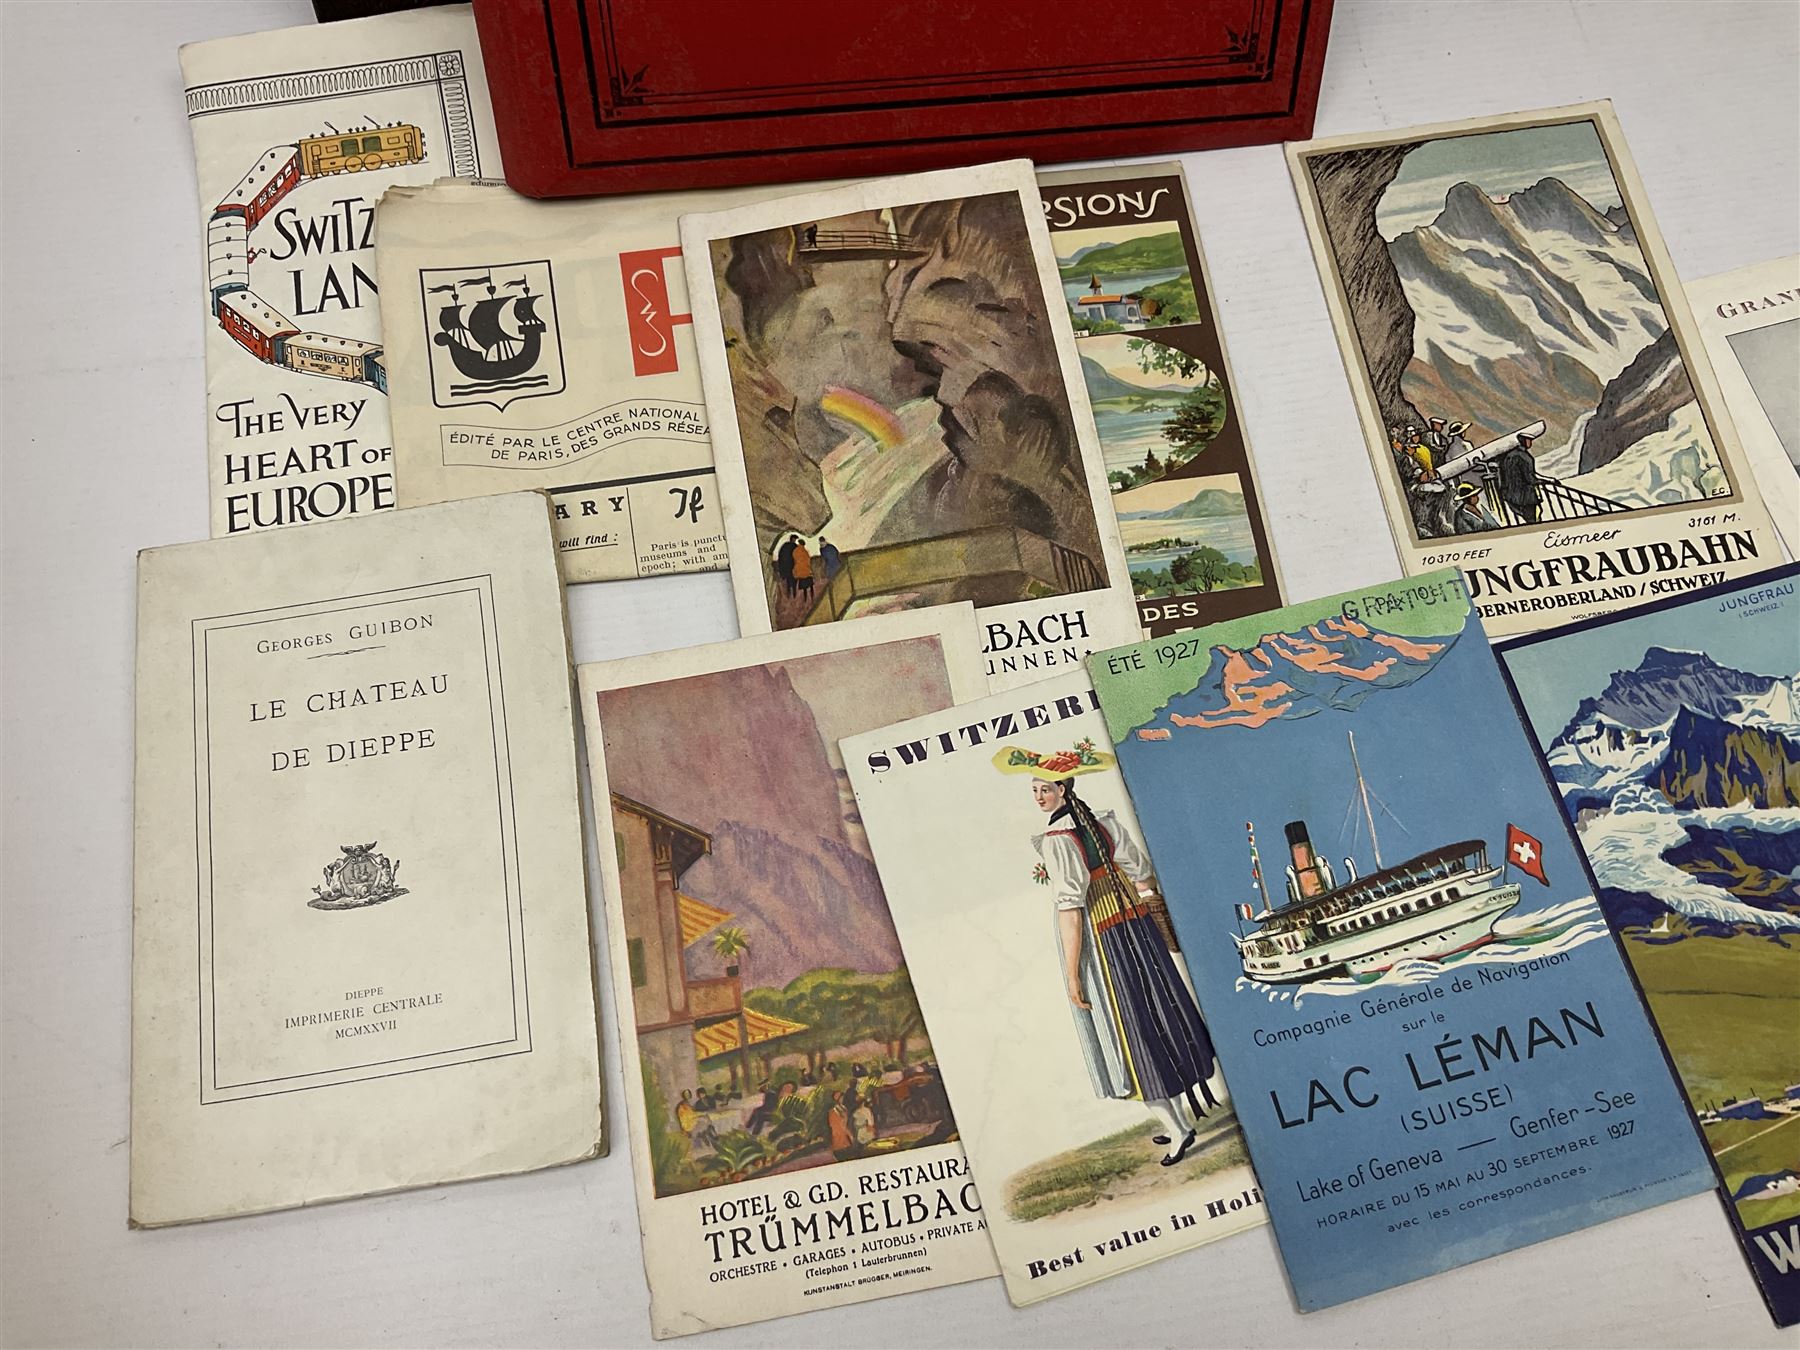 SWITZ
LAN
THE VERY
HEART OF
EUROPE
ÉDITÉ PAR LE CENTRE NATIONAL
DE PARIS, DES GRANDS
ARY
will find :
If
Paris is
museums and
epoch; with
and
LBACH
UNNEN
RSIONS
DES
E.G.
10370 FEET
Eismeer
3161 M.
UNGFRAUBAHN
BERNEROBERLAND / SCHWEIZ
GRAN
JUNGFRAU
(SCHWEIZ)
W
GEORGES GUIBON
LE CHATEAU
DE DIEPPE
DIEPPE
IMPRIMERIE CENTRALE
MCMXXVII
HOTEL & GD. RESTAURA
TRÜMMELBAC
ORCHESTRE • GARAGES • AUTOBUS • PRIVATE
(Telephon 1 Lauterbrunnen)
KUNSTANSTALT BRÜGGER, MEIRINGEN.
SWITZER
Best value in Holi
ÉTÉ 1927
GRATUIT
Compagnie Générale de Navigation
sur le
LAC LÉMAN
(SUISSE)
Lake of Geneva — Genfer-See
HORAIRE DU 15 MAI AU 30 SEPTEMBRE 1927
avec les correspondances.